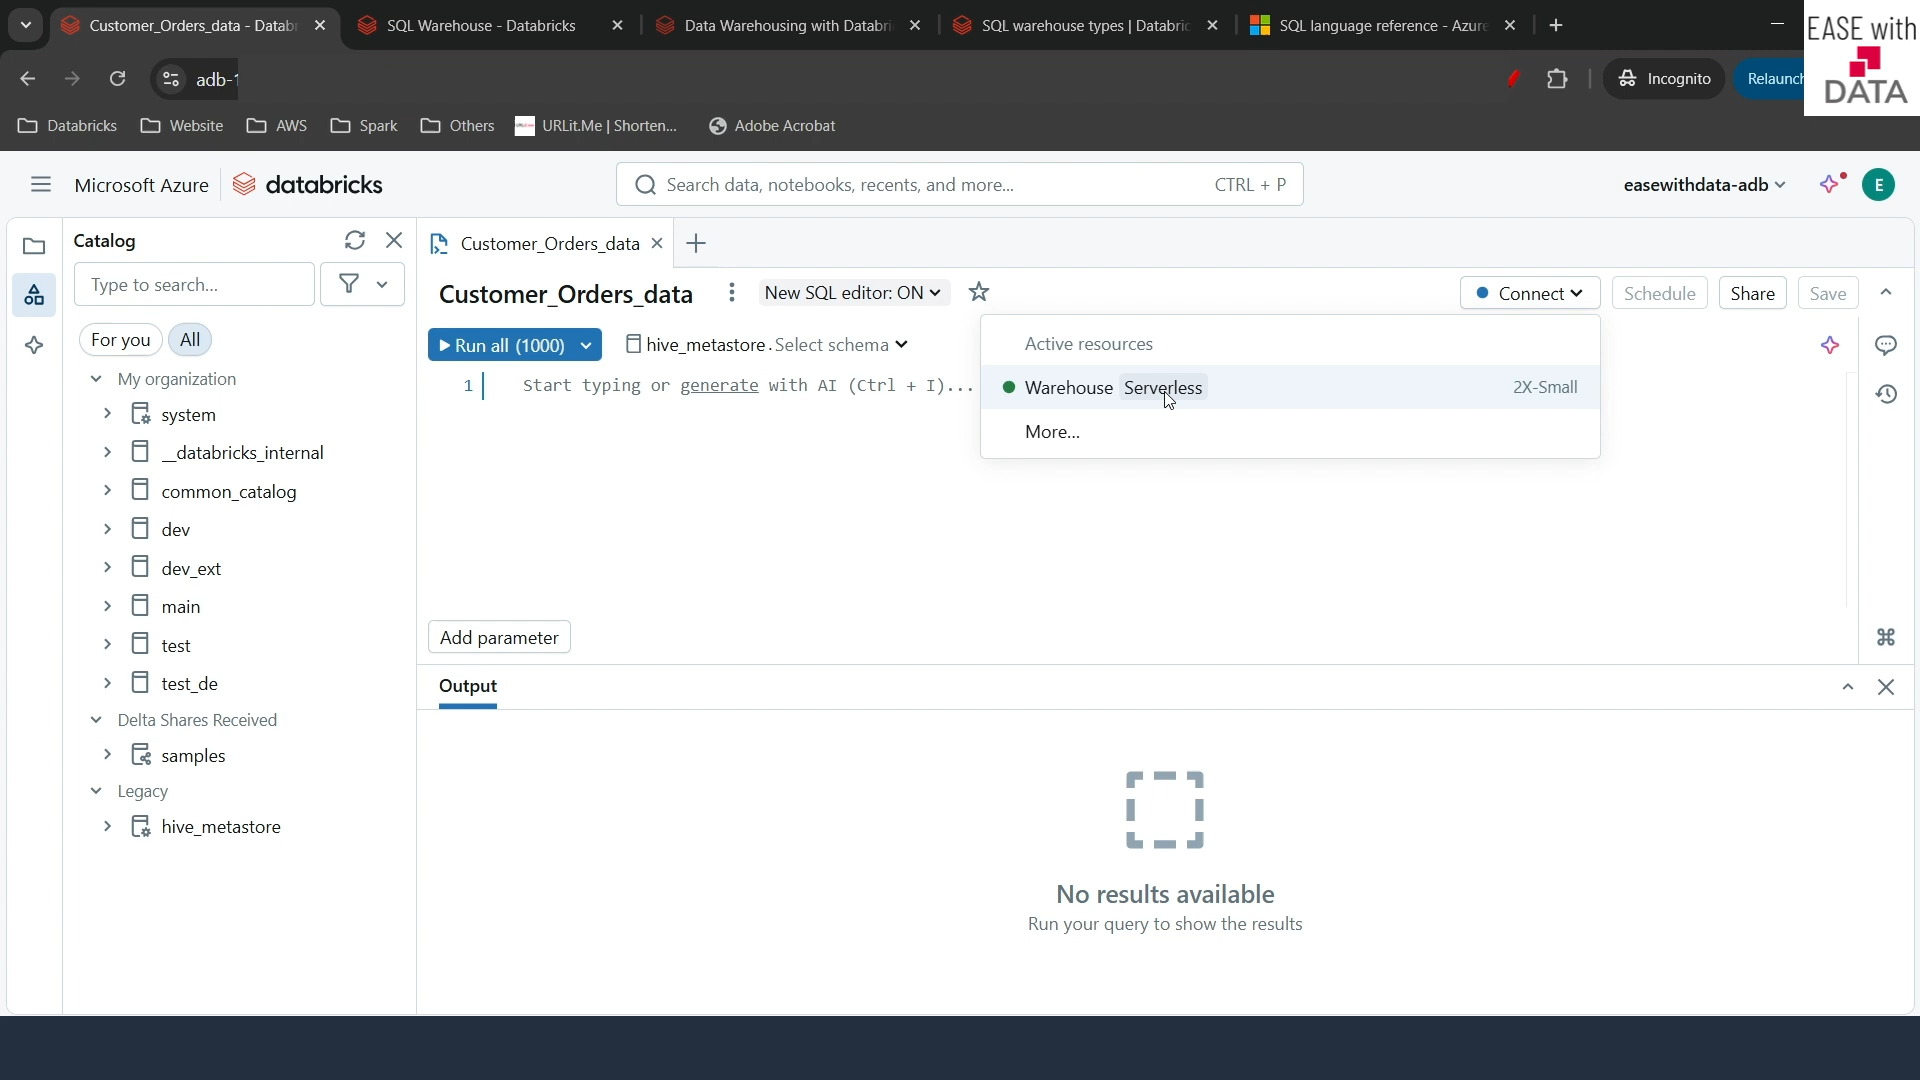 Customer_Orders_data - Datab
SQL Warehouse - Databricks
Data Warehousing with Databri
SQL warehouse types | Databric
SQL language reference - Azure
EASE with
DATA
adb-1
Incognito
Relaunch
Databricks
Website
AWS
Spark
Others
URLit.Me | Shorten...
Adobe Acrobat
Microsoft Azure
databricks
Search data, notebooks, recents, and more...
CTRL + P
easewithdata-adb
E
Catalog
Type to search...
For you
All
My organization
system
__databricks_internal
common_catalog
dev
dev_ext
main
test
test_de
Delta Shares Received
samples
Legacy
hive_metastore
Customer_Orders_data
Customer_Orders_data
New SQL editor: ON
Connect
Schedule
Share
Save
Run all (1000)
hive_metastore . Select schema
1
Start typing or generate with AI (Ctrl + I)...
Active resources
Warehouse Serverless 2X-Small
More...
Add parameter
Output
No results available
Run your query to show the results